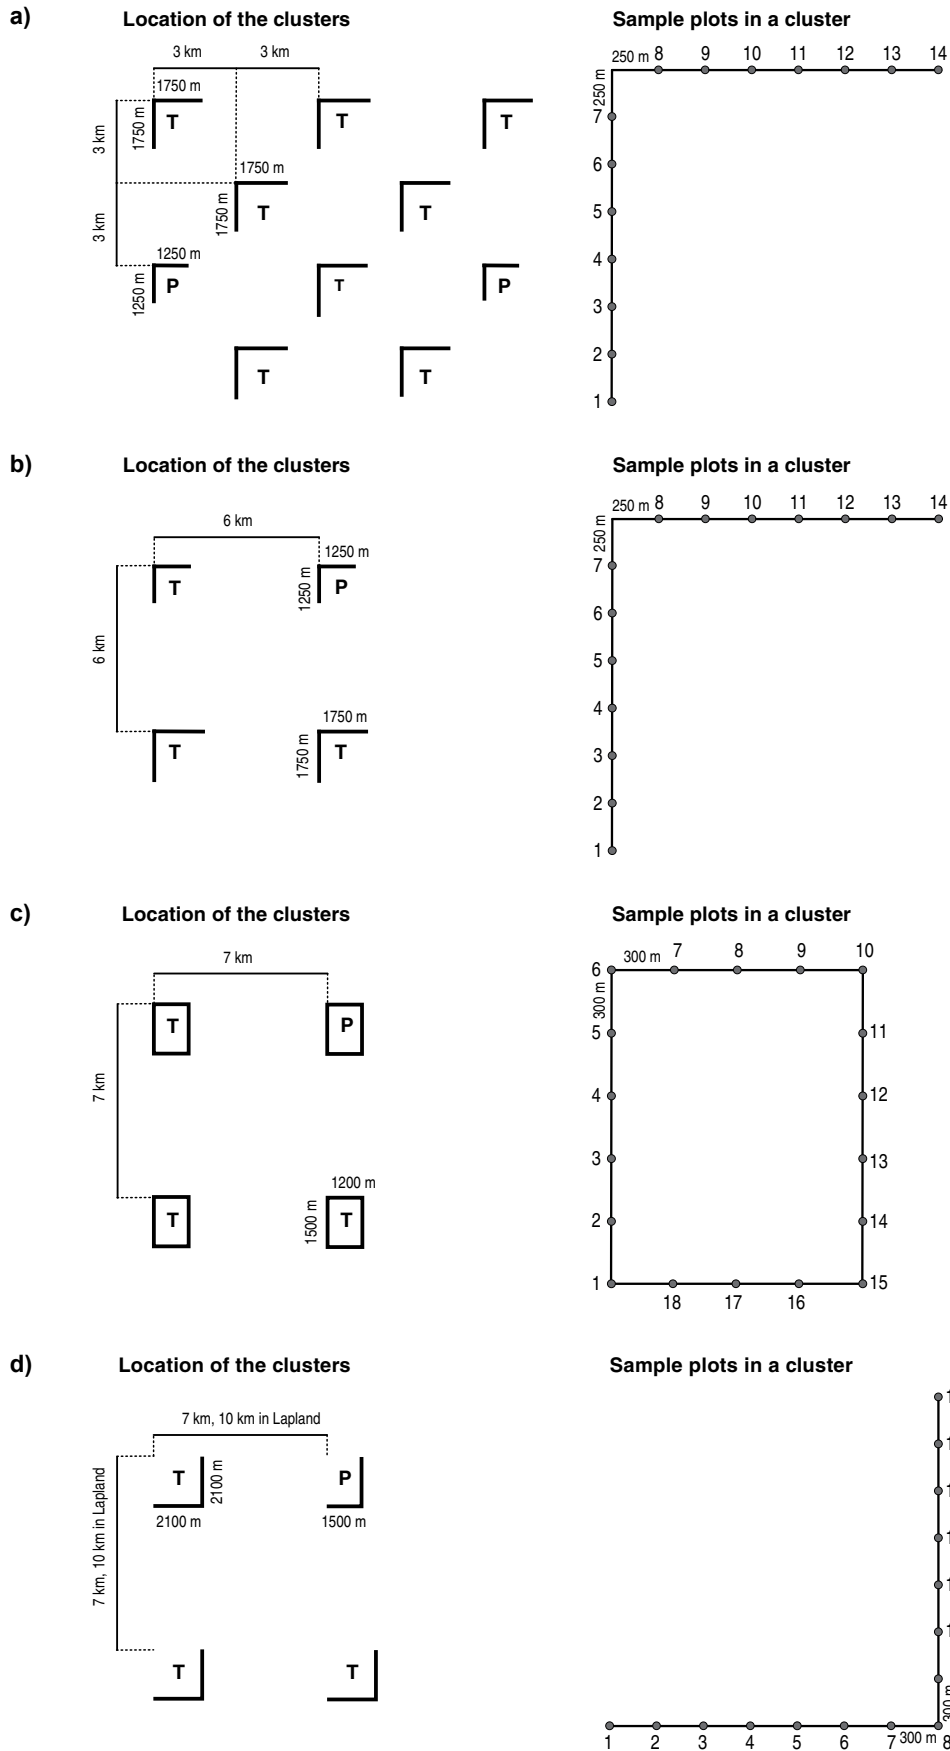 a)
Location of the clusters
Sample plots in a cluster
3 km
3 km
1750 m
1750 m
T
T
T
3 km
1750 m
1750 m
T
T
3 km
1250 m
1250 m
P
T
P
T
T
250 m
8
9
10
11
12
13
14
250 m
7
6
5
4
3
2
1
b)
Location of the clusters
Sample plots in a cluster
6 km
1250 m
1250 m
T
P
6 km
1750 m
1750 m
T
T
250 m
8
9
10
11
12
13
14
250 m
7
6
5
4
3
2
1
c)
Location of the clusters
Sample plots in a cluster
7 km
T
P
7 km
1200 m
1500 m
T
T
6
300 m
7
8
9
10
300 m
5
11
4
12
3
13
2
14
1
15
18
17
16
d)
Location of the clusters
Sample plots in a cluster
7 km, 10 km in Lapland
T
2100 m
P
2100 m
1500 m
7 km, 10 km in Lapland
T
T
300 m
1
2
3
4
5
6
7
300 m